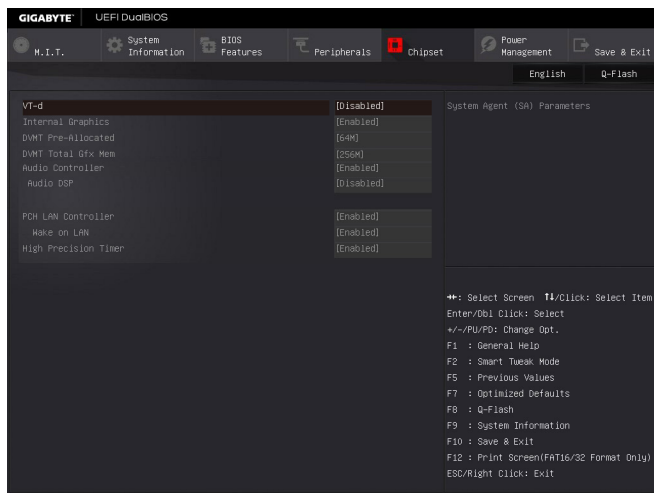 GIGABYTE™ UEFI DualBIOS
M.I.T.
System Information
BIOS Features
Peripherals
Chipset
Power Management
Save & Exit
English Q-Flash
VT-d [Disabled] System Agent (SA) Parameters
Internal Graphics [Enabled]
DVMT Pre-Allocated [64M]
DVMT Total Gfx Mem [256M]
Audio Controller [Enabled]
Audio DSP [Disabled]
PCH LAN Controller [Enabled]
Wake on LAN [Enabled]
High Precision Timer [Enabled]
→←: Select Screen ↑↓/Click: Select Item
Enter/Dbl Click: Select
+/-/PU/PD: Change Opt.
F1 : General Help
F2 : Smart Tweak Mode
F5 : Previous Values
F7 : Optimized Defaults
F8 : Q-Flash
F9 : System Information
F10 : Save & Exit
F12 : Print Screen(FAT16/32 Format Only)
ESC/Right Click: Exit